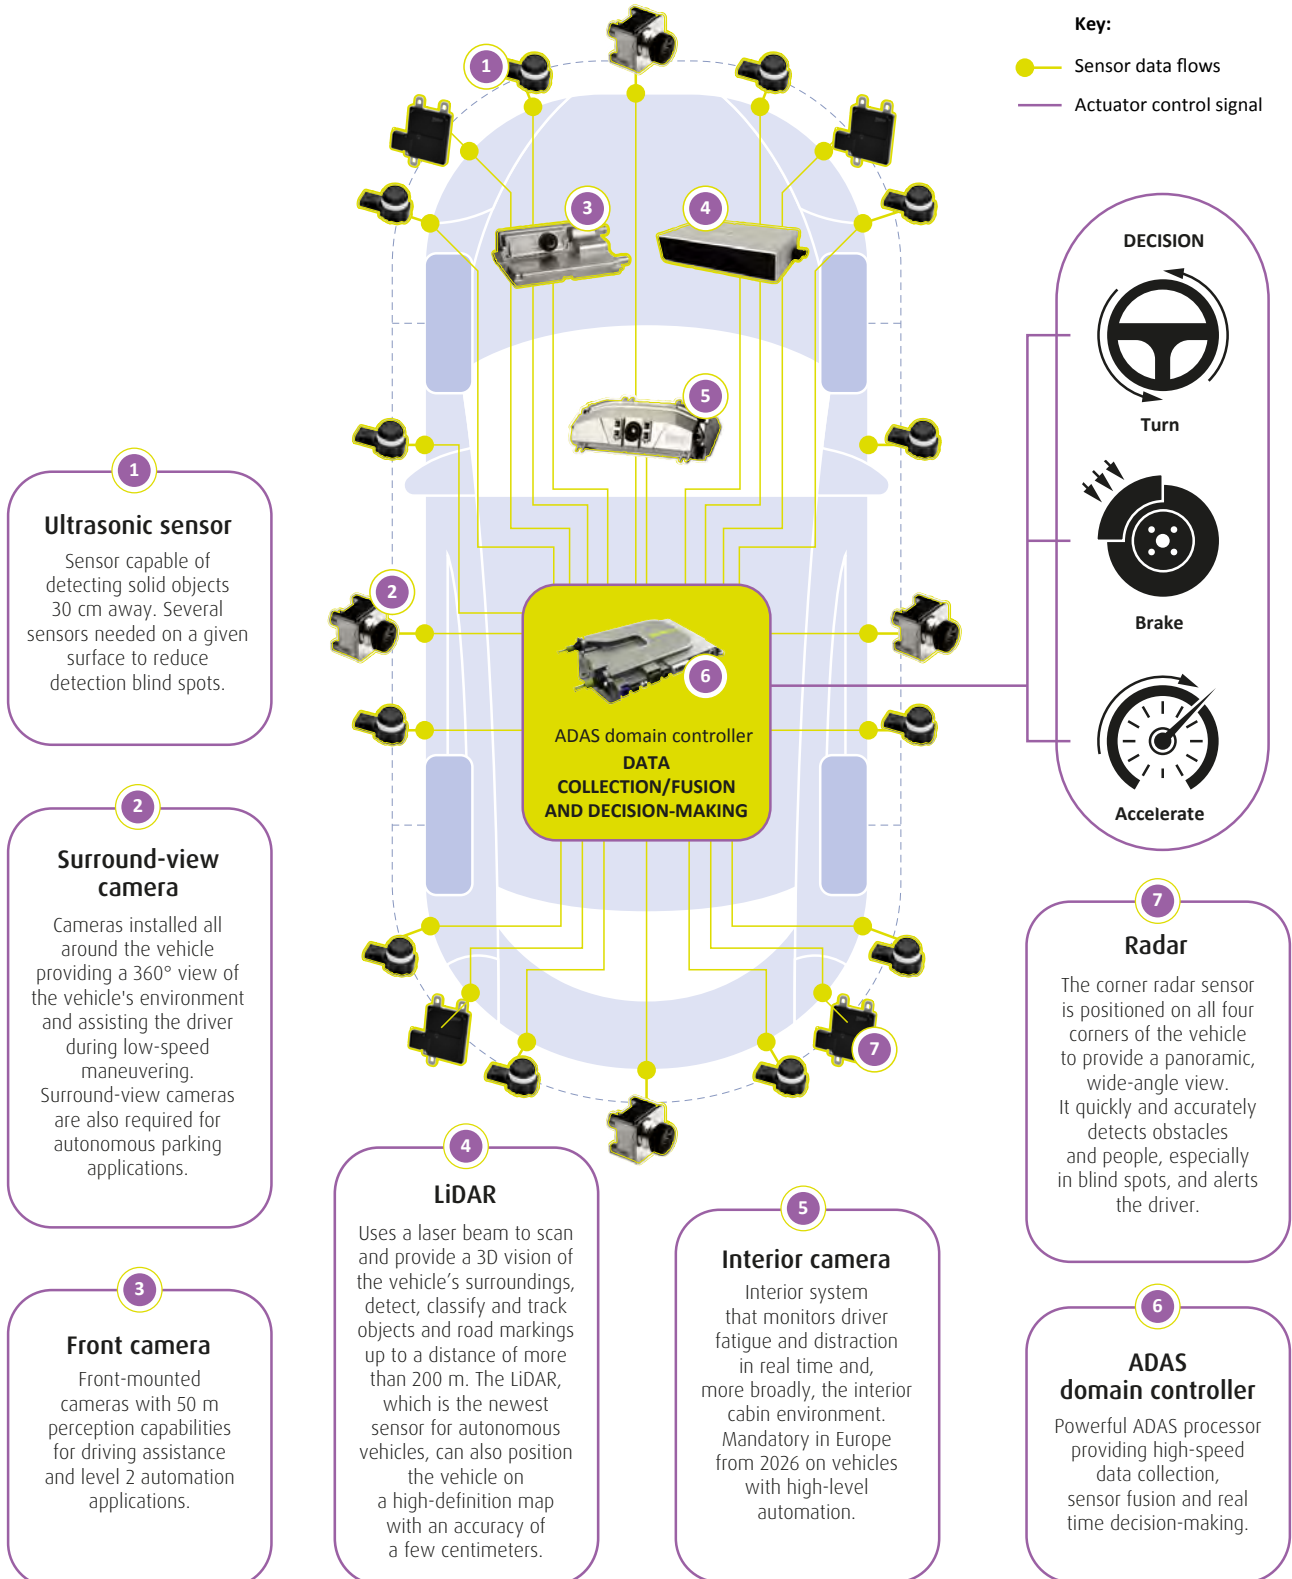 Key:
Sensor data flows
Actuator control signal
1
3
4
5
2
6
ADAS domain controller
DATA
COLLECTION/FUSION
AND DECISION-MAKING
7
DECISION
Turn
Brake
Accelerate
1
Ultrasonic sensor
Sensor capable of
detecting solid objects
30 cm away. Several
sensors needed on a given
surface to reduce
detection blind spots.
2
Surround-view
camera
Cameras installed all
around the vehicle
providing a 360° view of
the vehicle's environment
and assisting the driver
during low-speed
maneuvering.
Surround-view cameras
are also required for
autonomous parking
applications.
3
Front camera
Front-mounted
cameras with 50 m
perception capabilities
for driving assistance
and level 2 automation
applications.
4
LiDAR
Uses a laser beam to scan
and provide a 3D vision of
the vehicle’s surroundings,
detect, classify and track
objects and road markings
up to a distance of more
than 200 m. The LiDAR,
which is the newest
sensor for autonomous
vehicles, can also position
the vehicle on
a high-definition map
with an accuracy of
a few centimeters.
5
Interior camera
Interior system
that monitors driver
fatigue and distraction
in real time and,
more broadly, the interior
cabin environment.
Mandatory in Europe
from 2026 on vehicles
with high-level
automation.
7
Radar
The corner radar sensor
is positioned on all four
corners of the vehicle
to provide a panoramic,
wide-angle view.
It quickly and accurately
detects obstacles
and people, especially
in blind spots, and alerts
the driver.
6
ADAS
domain controller
Powerful ADAS processor
providing high-speed
data collection,
sensor fusion and real
time decision-making.